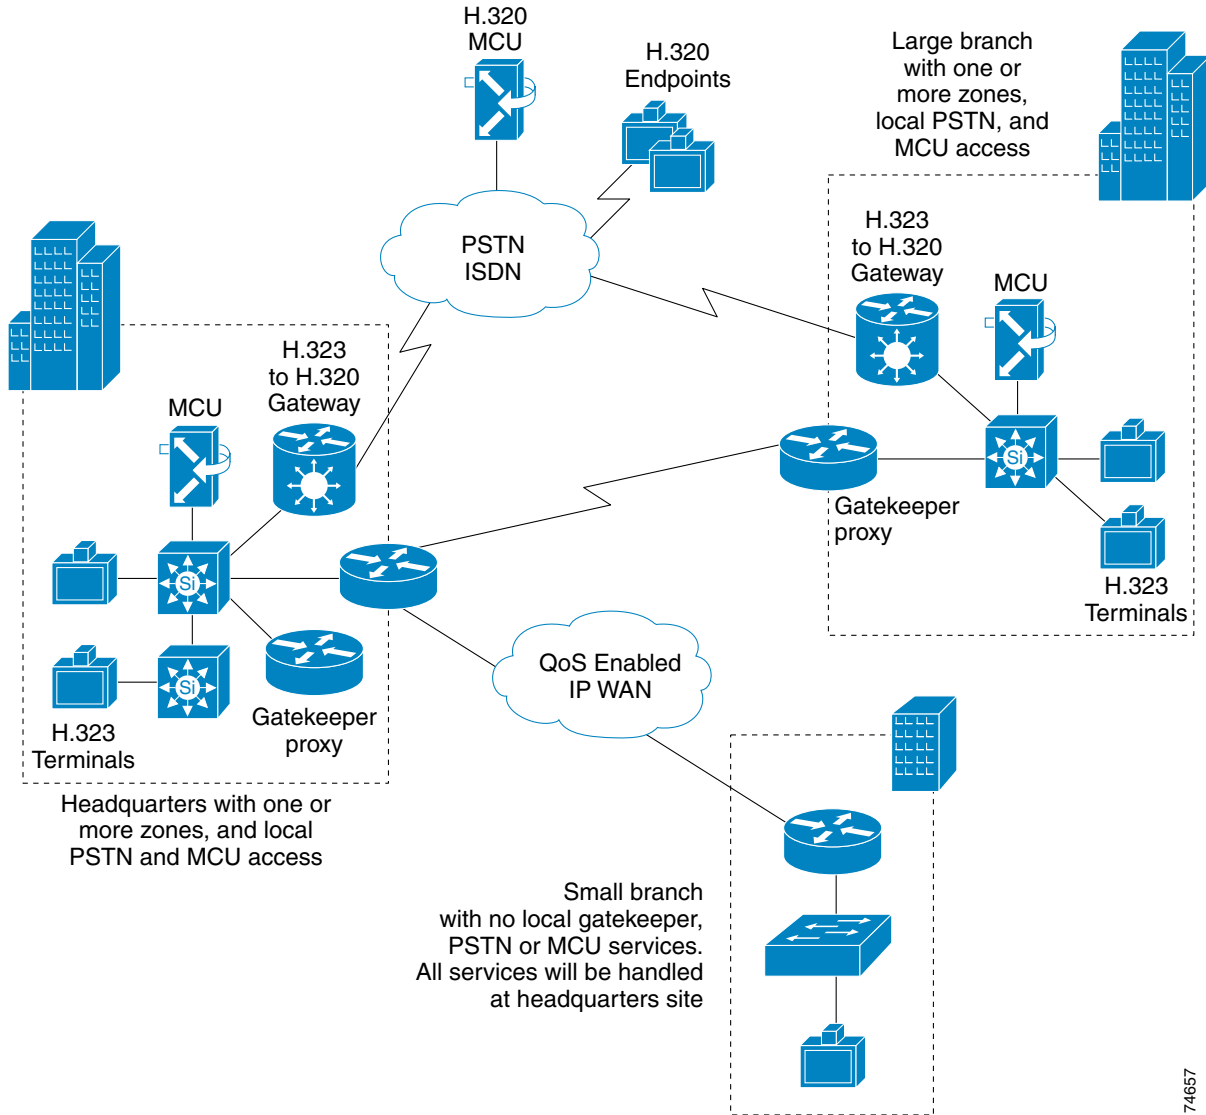 H.320
MCU
H.320
Endpoints
Large branch
with one or
more zones,
local PSTN, and
MCU access
PSTN
ISDN
H.323
to H.320
Gateway
MCU
H.323
to H.320
Gateway
MCU
Si
Gatekeeper
proxy
H.323
Terminals
Si
Si
H.323
Terminals
Gatekeeper
proxy
QoS Enabled
IP WAN
Headquarters with one or
more zones, and local
PSTN and MCU access
Small branch
with no local gatekeeper,
PSTN or MCU services.
All services will be handled
at headquarters site
74657